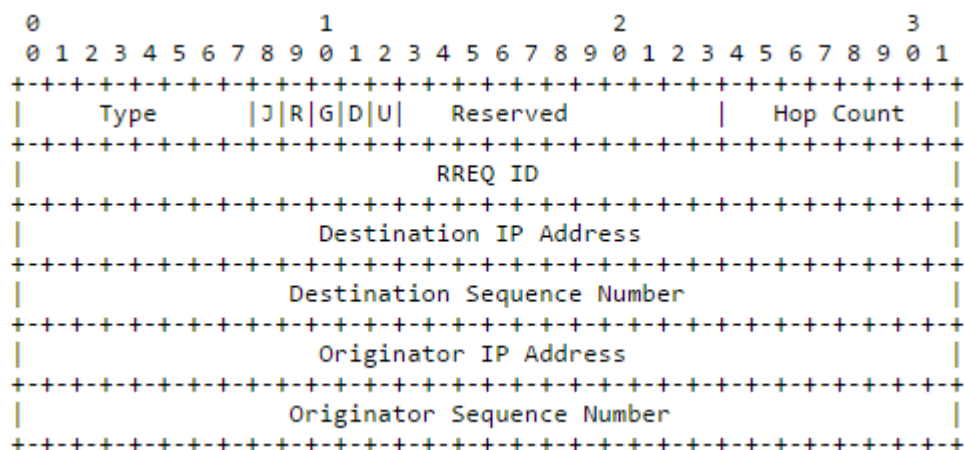 0                   1                   2                   3
0 1 2 3 4 5 6 7 8 9 0 1 2 3 4 5 6 7 8 9 0 1 2 3 4 5 6 7 8 9 0 1
+-+-+-+-+-+-+-+-+-+-+-+-+-+-+-+-+-+-+-+-+-+-+-+-+-+-+-+-+-+-+-+-+
|     Type      |J|R|G|D|U|   Reserved          |   Hop Count   |
+-+-+-+-+-+-+-+-+-+-+-+-+-+-+-+-+-+-+-+-+-+-+-+-+-+-+-+-+-+-+-+-+
|                            RREQ ID                            |
+-+-+-+-+-+-+-+-+-+-+-+-+-+-+-+-+-+-+-+-+-+-+-+-+-+-+-+-+-+-+-+-+
|                    Destination IP Address                     |
+-+-+-+-+-+-+-+-+-+-+-+-+-+-+-+-+-+-+-+-+-+-+-+-+-+-+-+-+-+-+-+-+
|                  Destination Sequence Number                  |
+-+-+-+-+-+-+-+-+-+-+-+-+-+-+-+-+-+-+-+-+-+-+-+-+-+-+-+-+-+-+-+-+
|                    Originator IP Address                      |
+-+-+-+-+-+-+-+-+-+-+-+-+-+-+-+-+-+-+-+-+-+-+-+-+-+-+-+-+-+-+-+-+
|                  Originator Sequence Number                   |
+-+-+-+-+-+-+-+-+-+-+-+-+-+-+-+-+-+-+-+-+-+-+-+-+-+-+-+-+-+-+-+-+